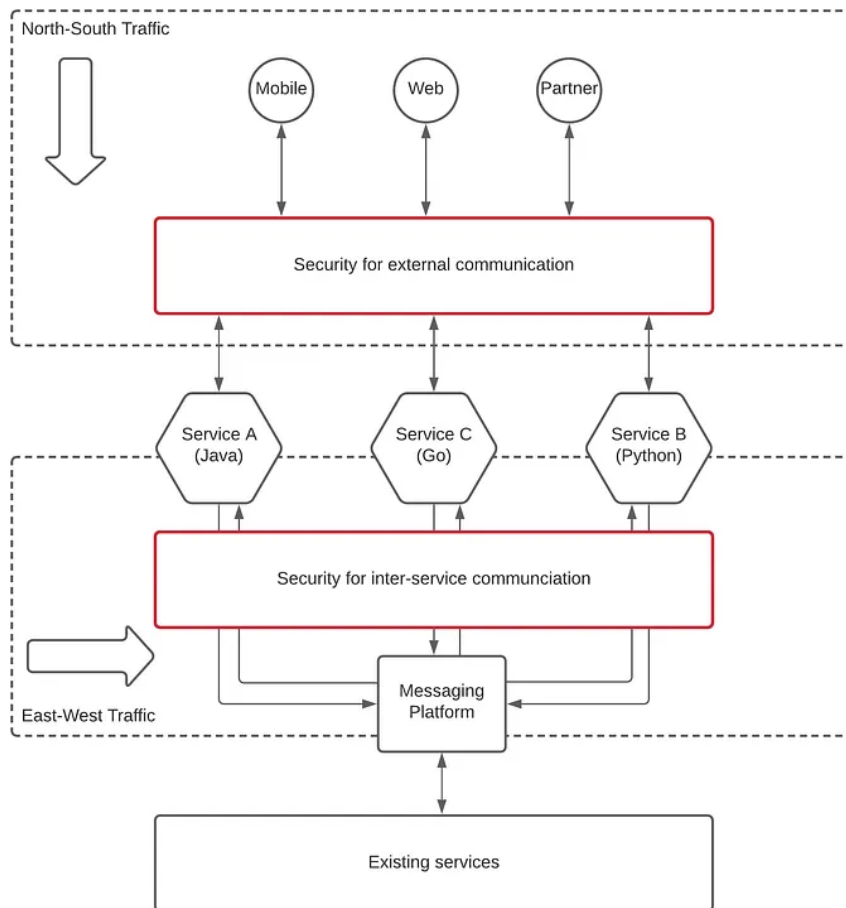 North-South Traffic
Mobile
Web
Partner
Security for external communication
Service A
(Java)
Service C
(Go)
Service B
(Python)
Security for inter-service communciation
Messaging
Platform
East-West Traffic
Existing services